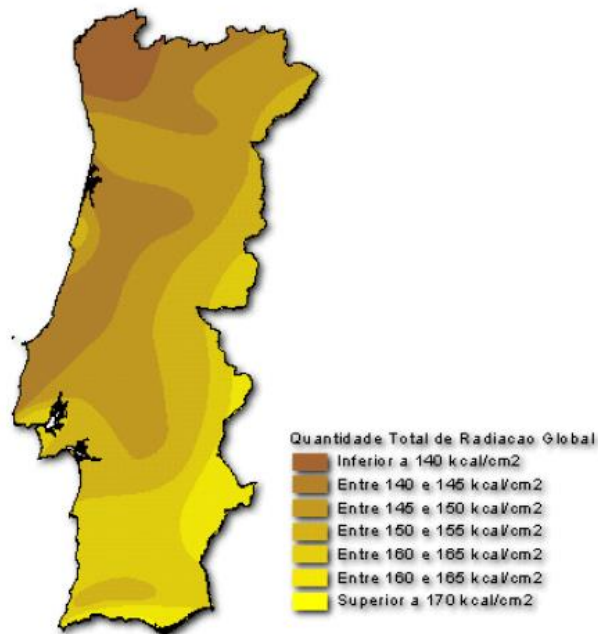 Quantidade Total de Radiacao Global
Inferior a 140 kcal/cm2
Entre 140 e 145 kcal/cm2
Entre 145 e 150 kcal/cm2
Entre 150 e 155 kcal/cm2
Entre 160 e 165 kcal/cm2
Entre 160 e 165 kcal/cm2
Superior a 170 kcal/cm2